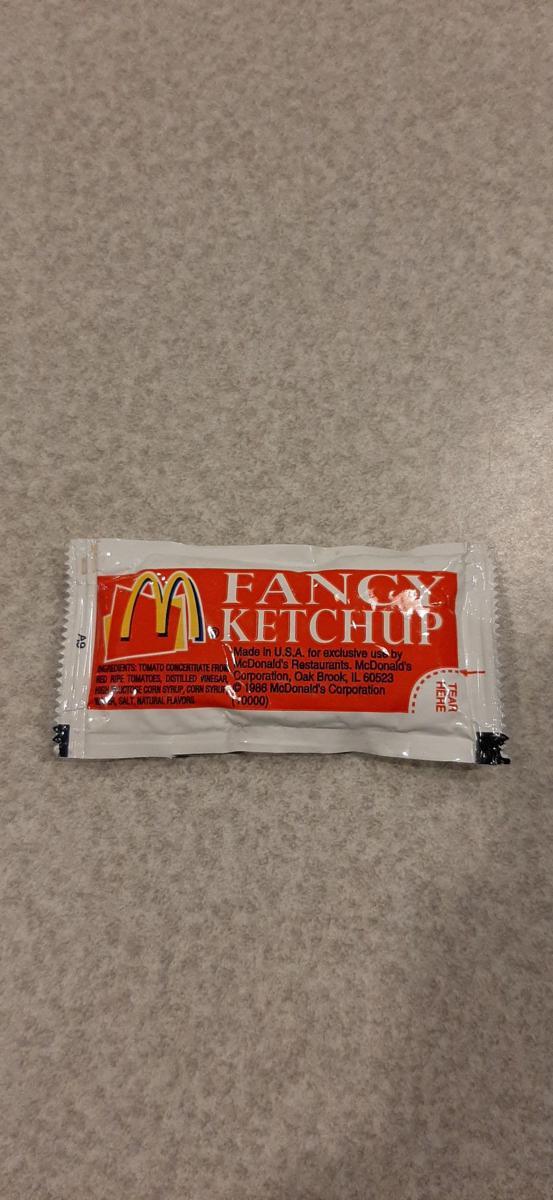 FANCY
KETCHUP
®
Made in U.S.A. for exclusive use by
McDonald's Restaurants. McDonald's
Corporation, Oak Brook, IL 60523
© 1986 McDonald's Corporation
INGREDIENTS: TOMATO CONCENTRATE FROM
RED RIPE TOMATOES, DISTILLED VINEGAR,
HIGH FRUCTOSE CORN SYRUP, CORN SYRUP,
SALT, NATURAL FLAVORS.
TEAR
HERE
A9